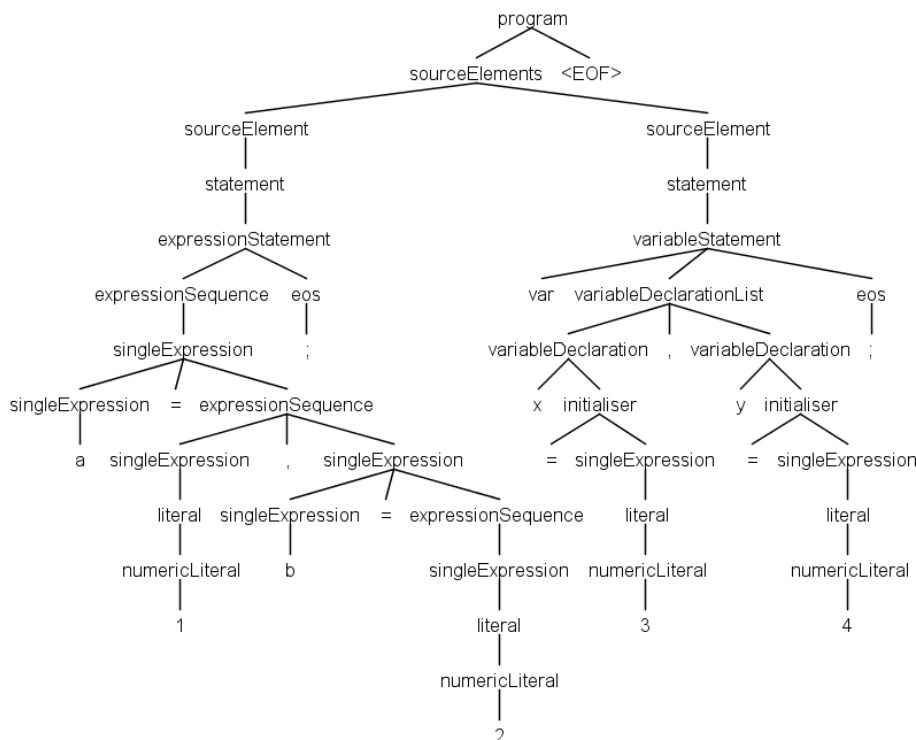 program
sourceElements <EOF>
sourceElement sourceElement
statement statement
expressionStatement variableStatement
expressionSequence eos var variableDeclarationList eos
singleExpression ; variableDeclaration , variableDeclaration ;
singleExpression = expressionSequence x initialiser y initialiser
a singleExpression , singleExpression = singleExpression = singleExpression
literal singleExpression = expressionSequence literal literal
numericLiteral b singleExpression numericLiteral numericLiteral
1 literal 3 4
numericLiteral
2